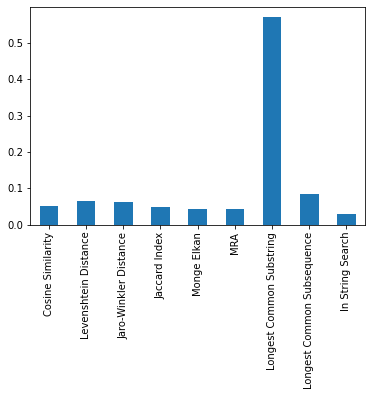 0.5
0.4
0.3
0.2
0.1
0.0
Cosine Similarity
Levenshtein Distance
Jaro-Winkler Distance
Jaccard Index
Monge Elkan
MRA
Longest Common Substring
Longest Common Subsequence
In String Search